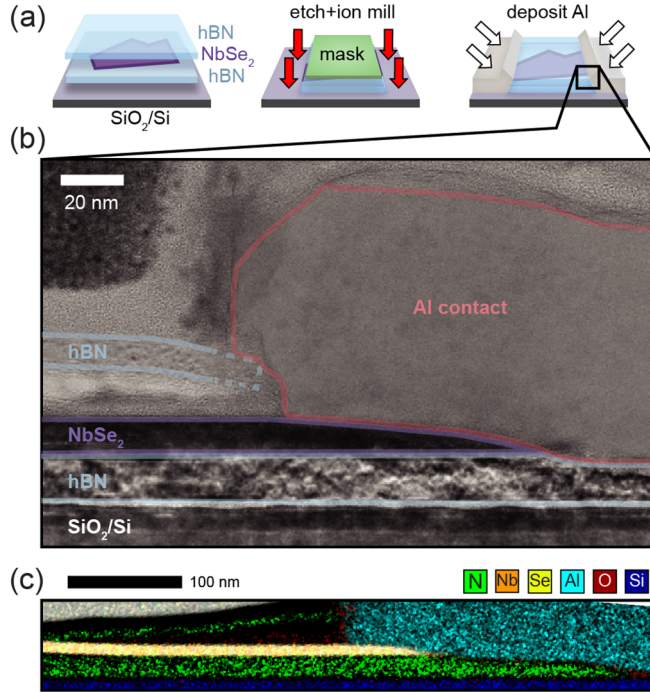 (a)
hBN
NbSe₂
hBN
SiO₂/Si
etch+ion mill
mask
deposit Al
(b)
20 nm
Al contact
hBN
NbSe₂
hBN
SiO₂/Si
(c)
100 nm
N Nb Se Al O Si